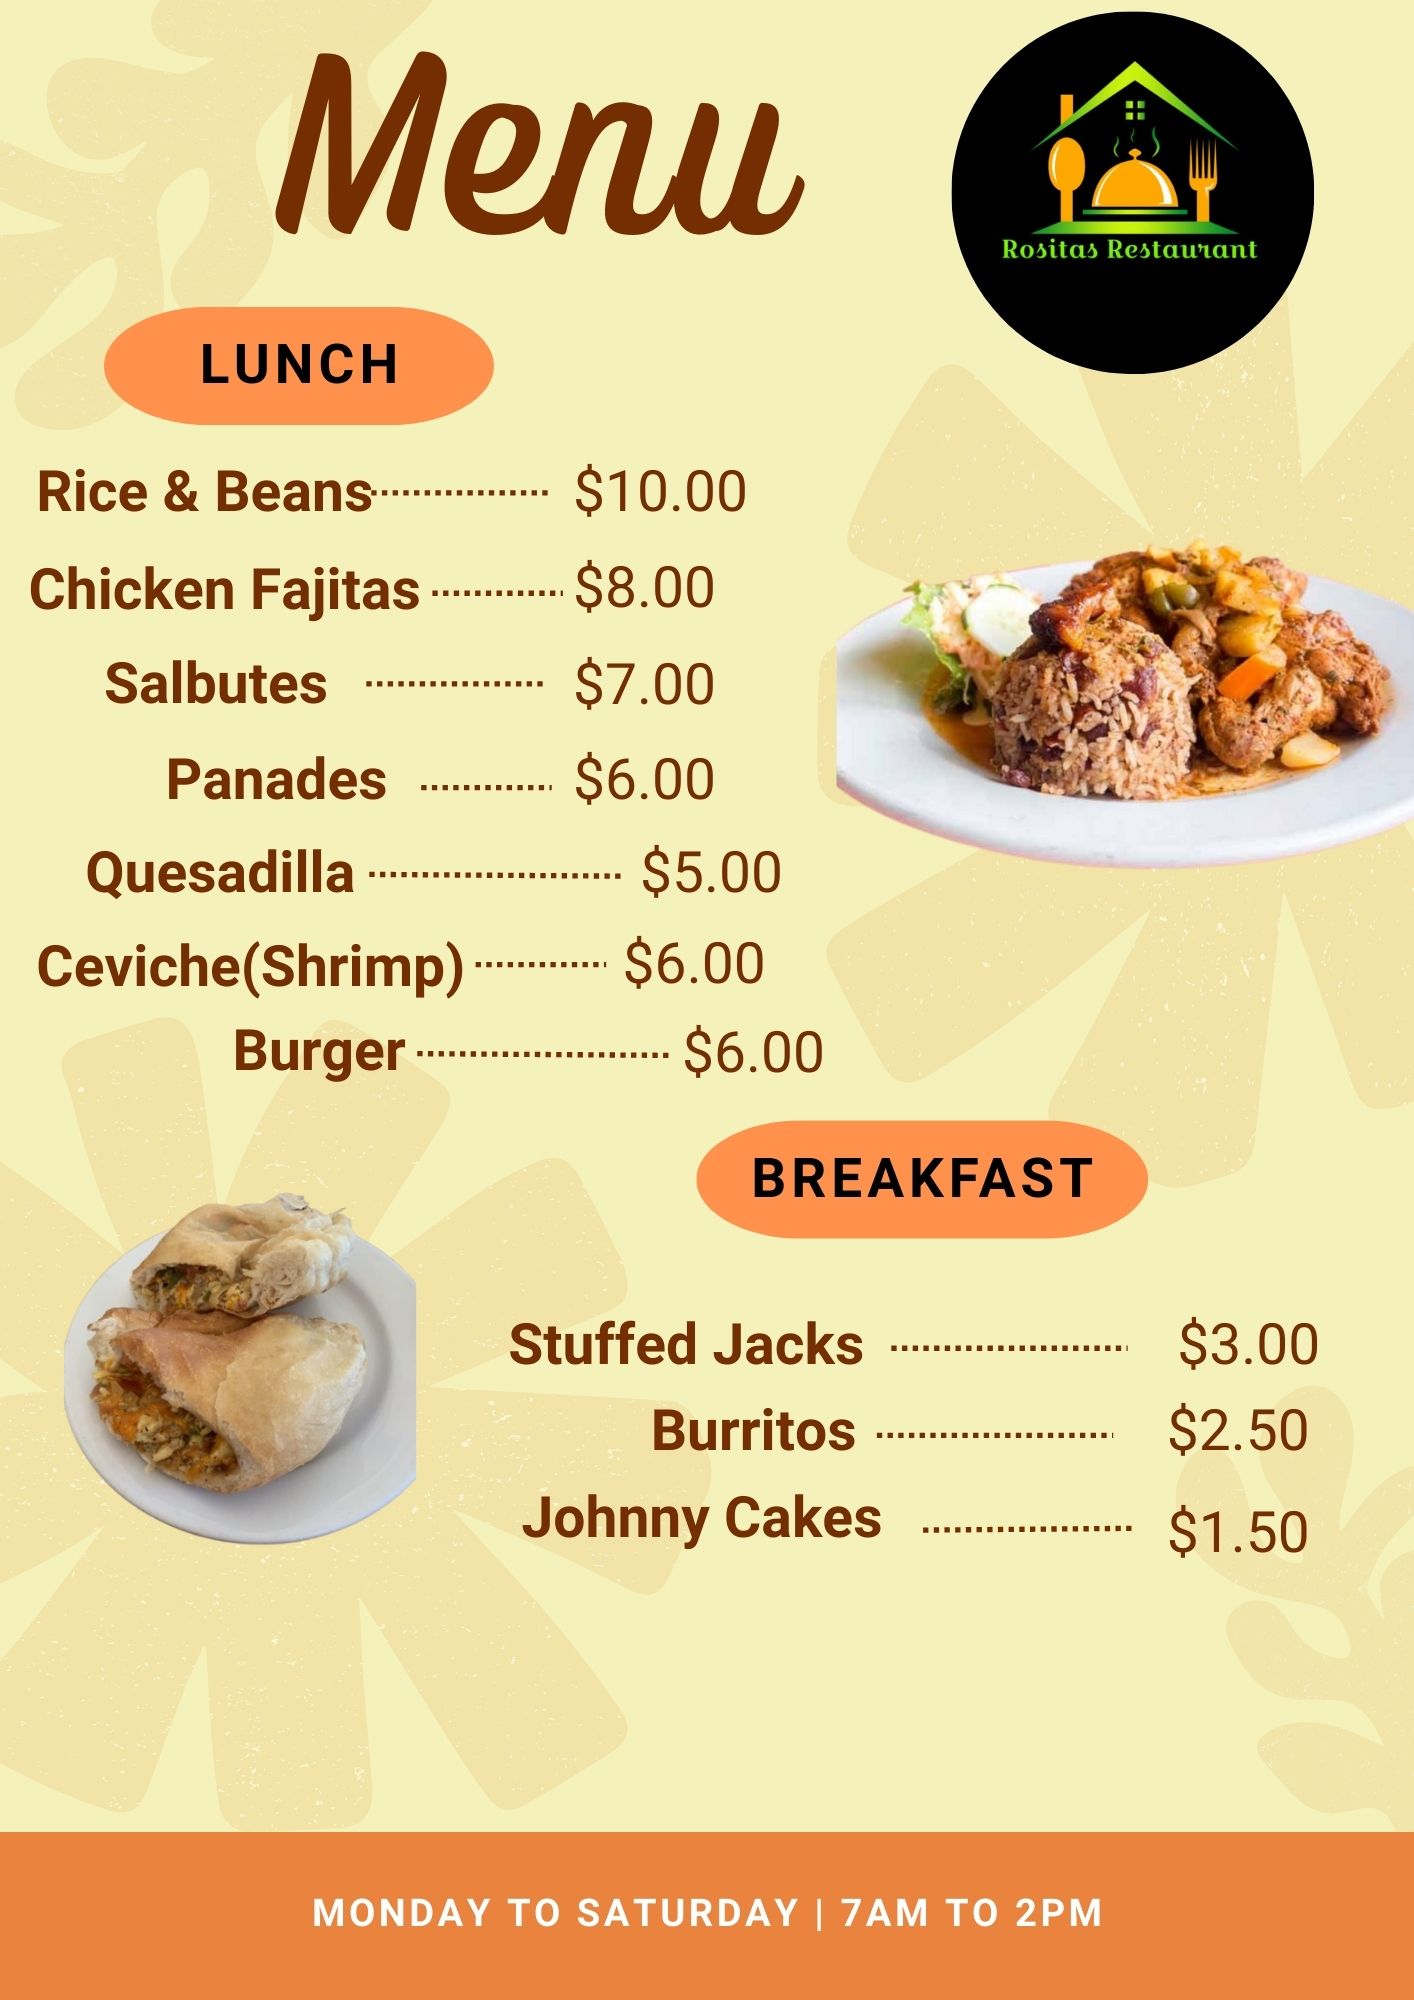 Menu
Rositas Restaurant
LUNCH
Rice & Beans................. $10.00
Chicken Fajitas ............. $8.00
Salbutes ................. $7.00
Panades ............. $6.00
Quesadilla ........................ $5.00
Ceviche(Shrimp) ............. $6.00
Burger ........................ $6.00
BREAKFAST
Stuffed Jacks ....................... $3.00
Burritos ....................... $2.50
Johnny Cakes .................... $1.50
MONDAY TO SATURDAY | 7AM TO 2PM